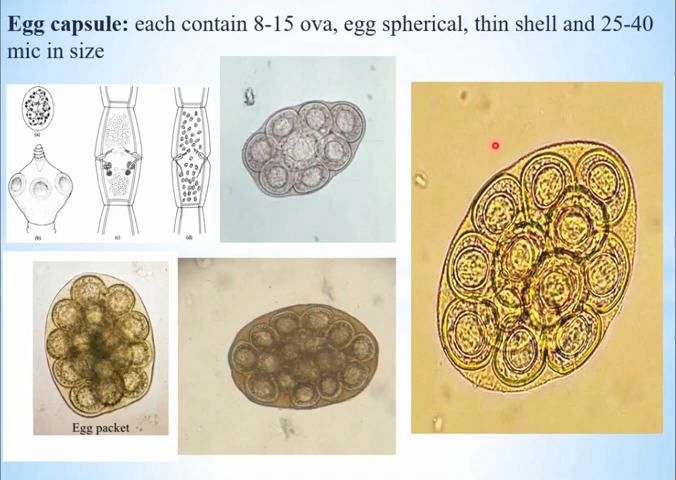 Egg capsule: each contain 8-15 ova, egg spherical, thin shell and 25-40
mic in size
(a)
(b)
(c)
(d)
Egg packet